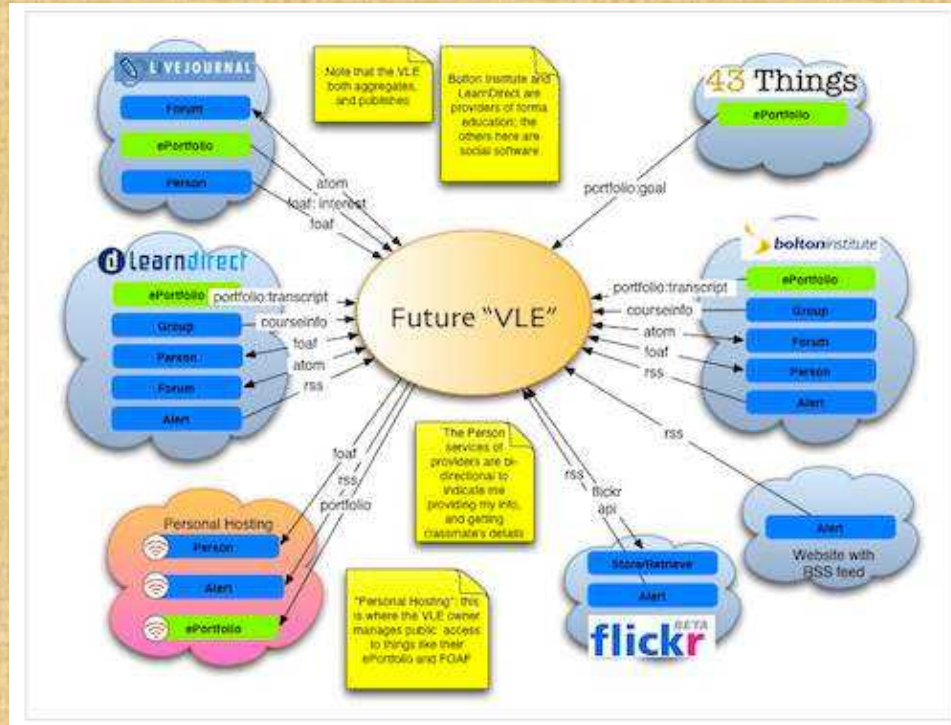 LIVEJOURNAL
Forum
ePortfolio
Person
atom
foaf: interest
foaf
Note that the VLE
both aggregates,
and publishes
Bolton Institute and
LearnDirect are
providers of formal
education; the
others here are
social software
43 Things
ePortfolio
portfolio:goal
learndirect
ePortfolio
Group
Person
Forum
Alert
portfolio:transcript
courseinfo
foaf
atom
rss
Future "VLE"
boltoninstitute
ePortfolio
Group
Forum
Person
Alert
portfolio:transcript
courseinfo
atom
foaf
rss
foaf
rss
portfolio
Personal Hosting
Person
Alert
ePortfolio
The Person
services of
providers are bi-
directional to
indicate me
providing my info,
and getting
classmate's details
"Personal Hosting": this
is where the VLE owner
manages public access
to things like their
ePortfolio and FOAF
rss
flickr
api
Store/Retrieve
Alert
flickr
BETA
rss
Alert
Website with
RSS feed